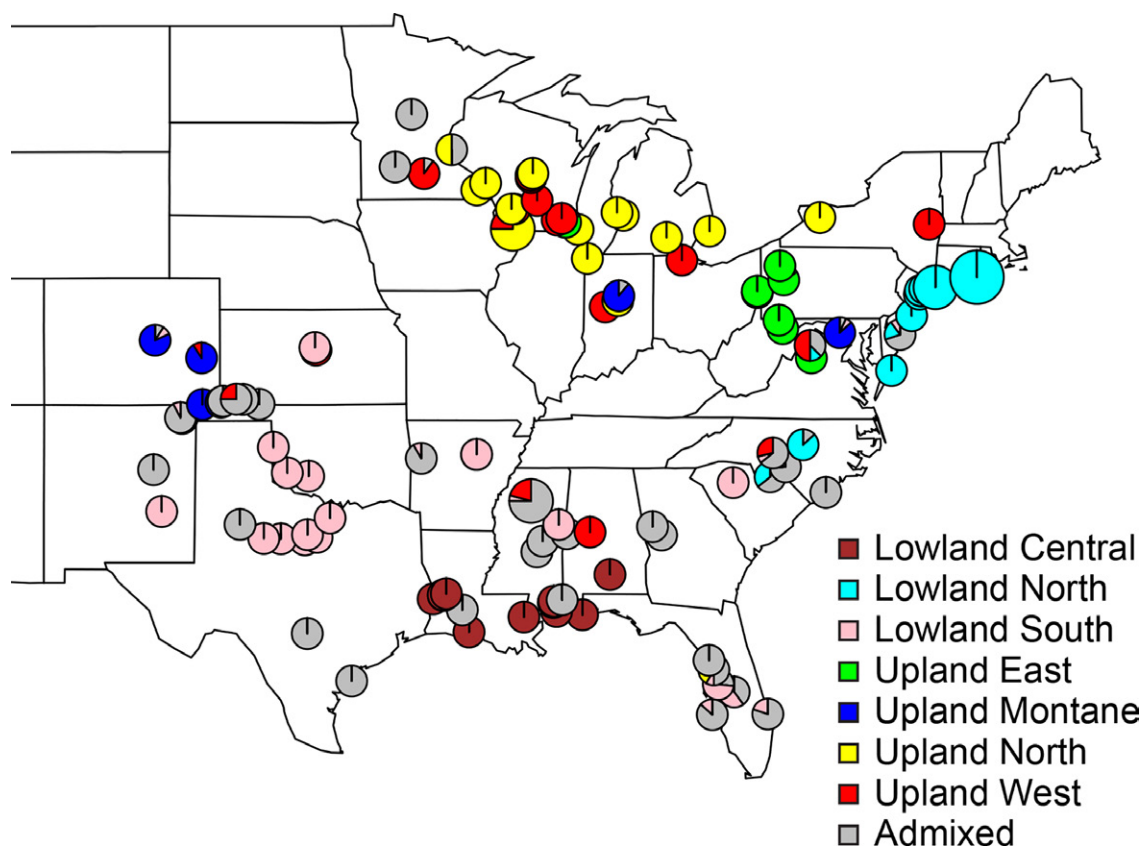 Lowland Central
Lowland North
Lowland South
Upland East
Upland Montane
Upland North
Upland West
Admixed